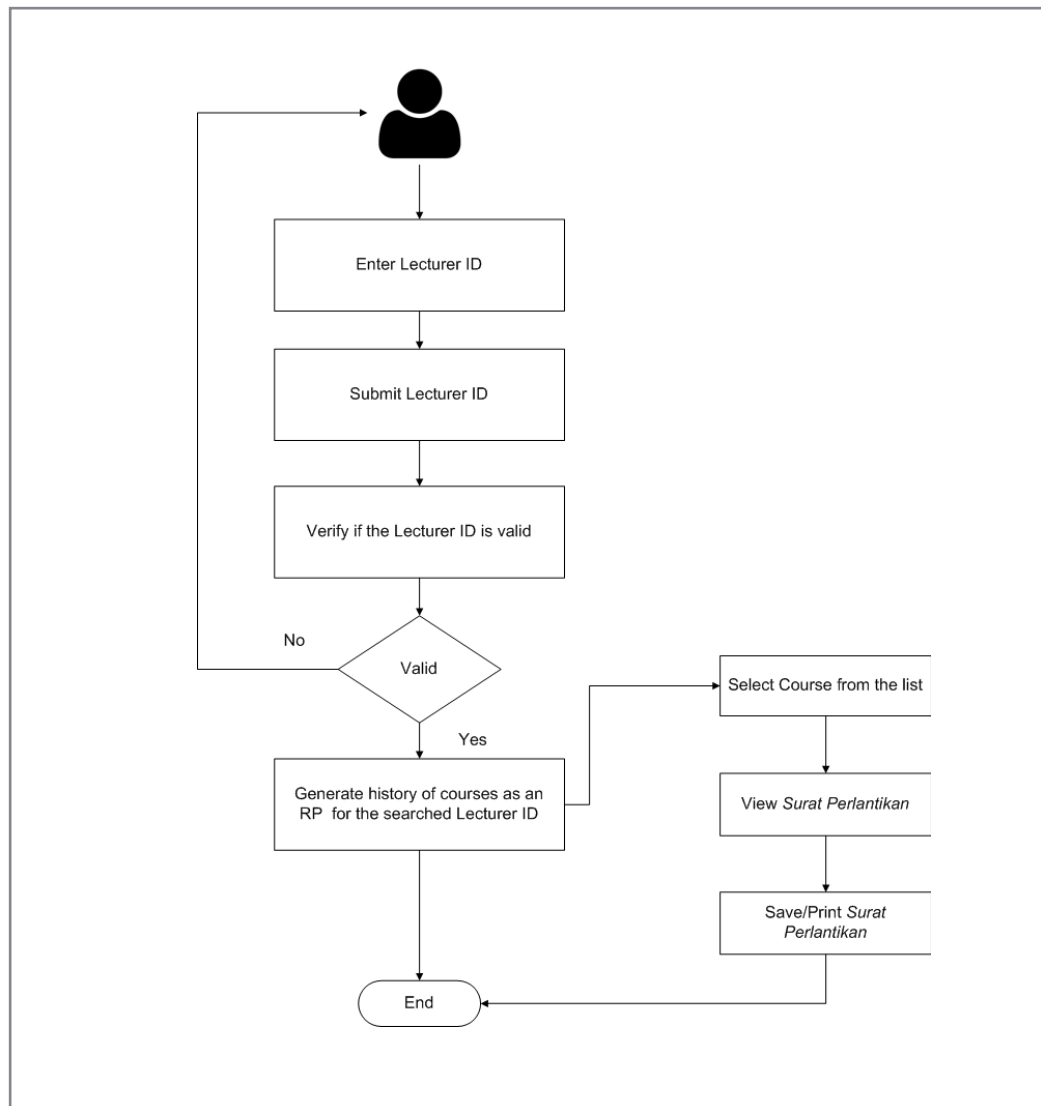 Enter Lecturer ID
Submit Lecturer ID
Verify if the Lecturer ID is valid
No
Valid
Yes
Generate history of courses as an
RP for the searched Lecturer ID
Select Course from the list
View Surat Perlantikan
Save/Print Surat
Perlantikan
End